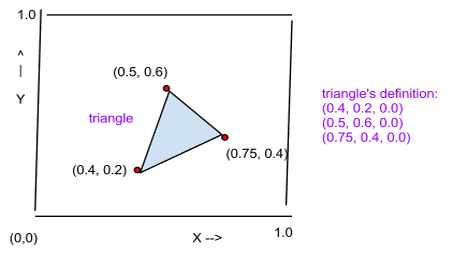 1.0
^
|
Y
(0.5, 0.6)
triangle
(0.4, 0.2)
(0.75, 0.4)
triangle's definition:
(0.4, 0.2, 0.0)
(0.5, 0.6, 0.0)
(0.75, 0.4, 0.0)
(0,0)
X -->
1.0